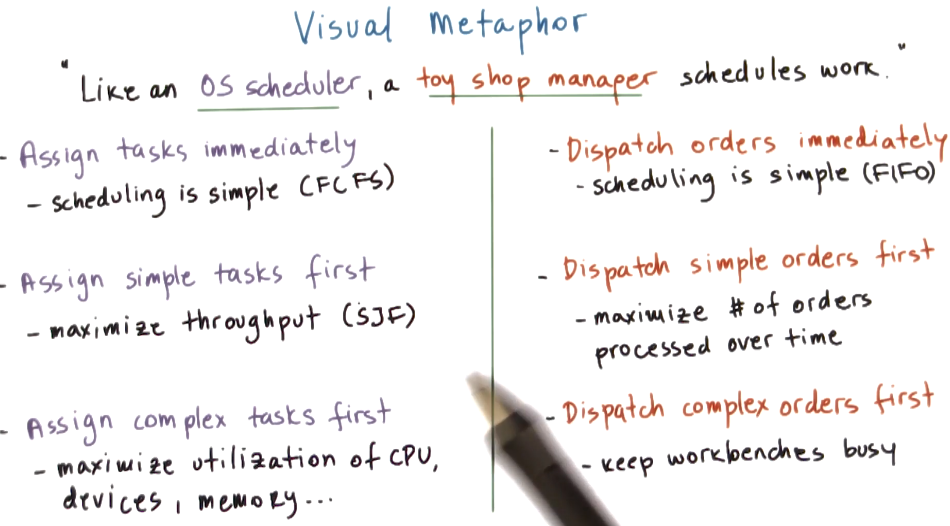 Visual Metaphor
"Like an OS scheduler, a toy shop manager schedules work."
- Assign tasks immediately
- scheduling is simple (FCFS)
- Assign simple tasks first
- maximize throughput (SJF)
- Assign complex tasks first
- maximize utilization of CPU,
devices, memory...
- Dispatch orders immediately
- scheduling is simple (FIFO)
- Dispatch simple orders first
- maximize # of orders
processed over time
- Dispatch complex orders first
- keep workbenches busy